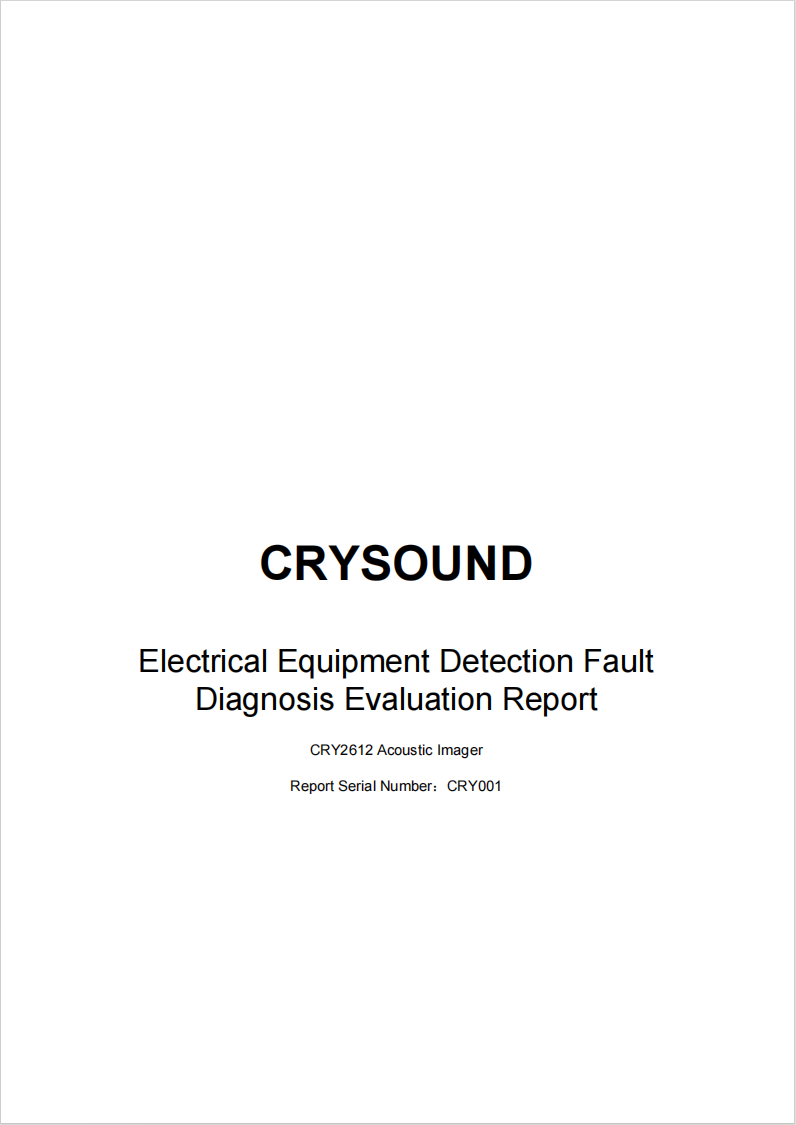 CRYSOUND
Electrical Equipment Detection Fault
Diagnosis Evaluation Report
CRY2612 Acoustic Imager
Report Serial Number：CRY001